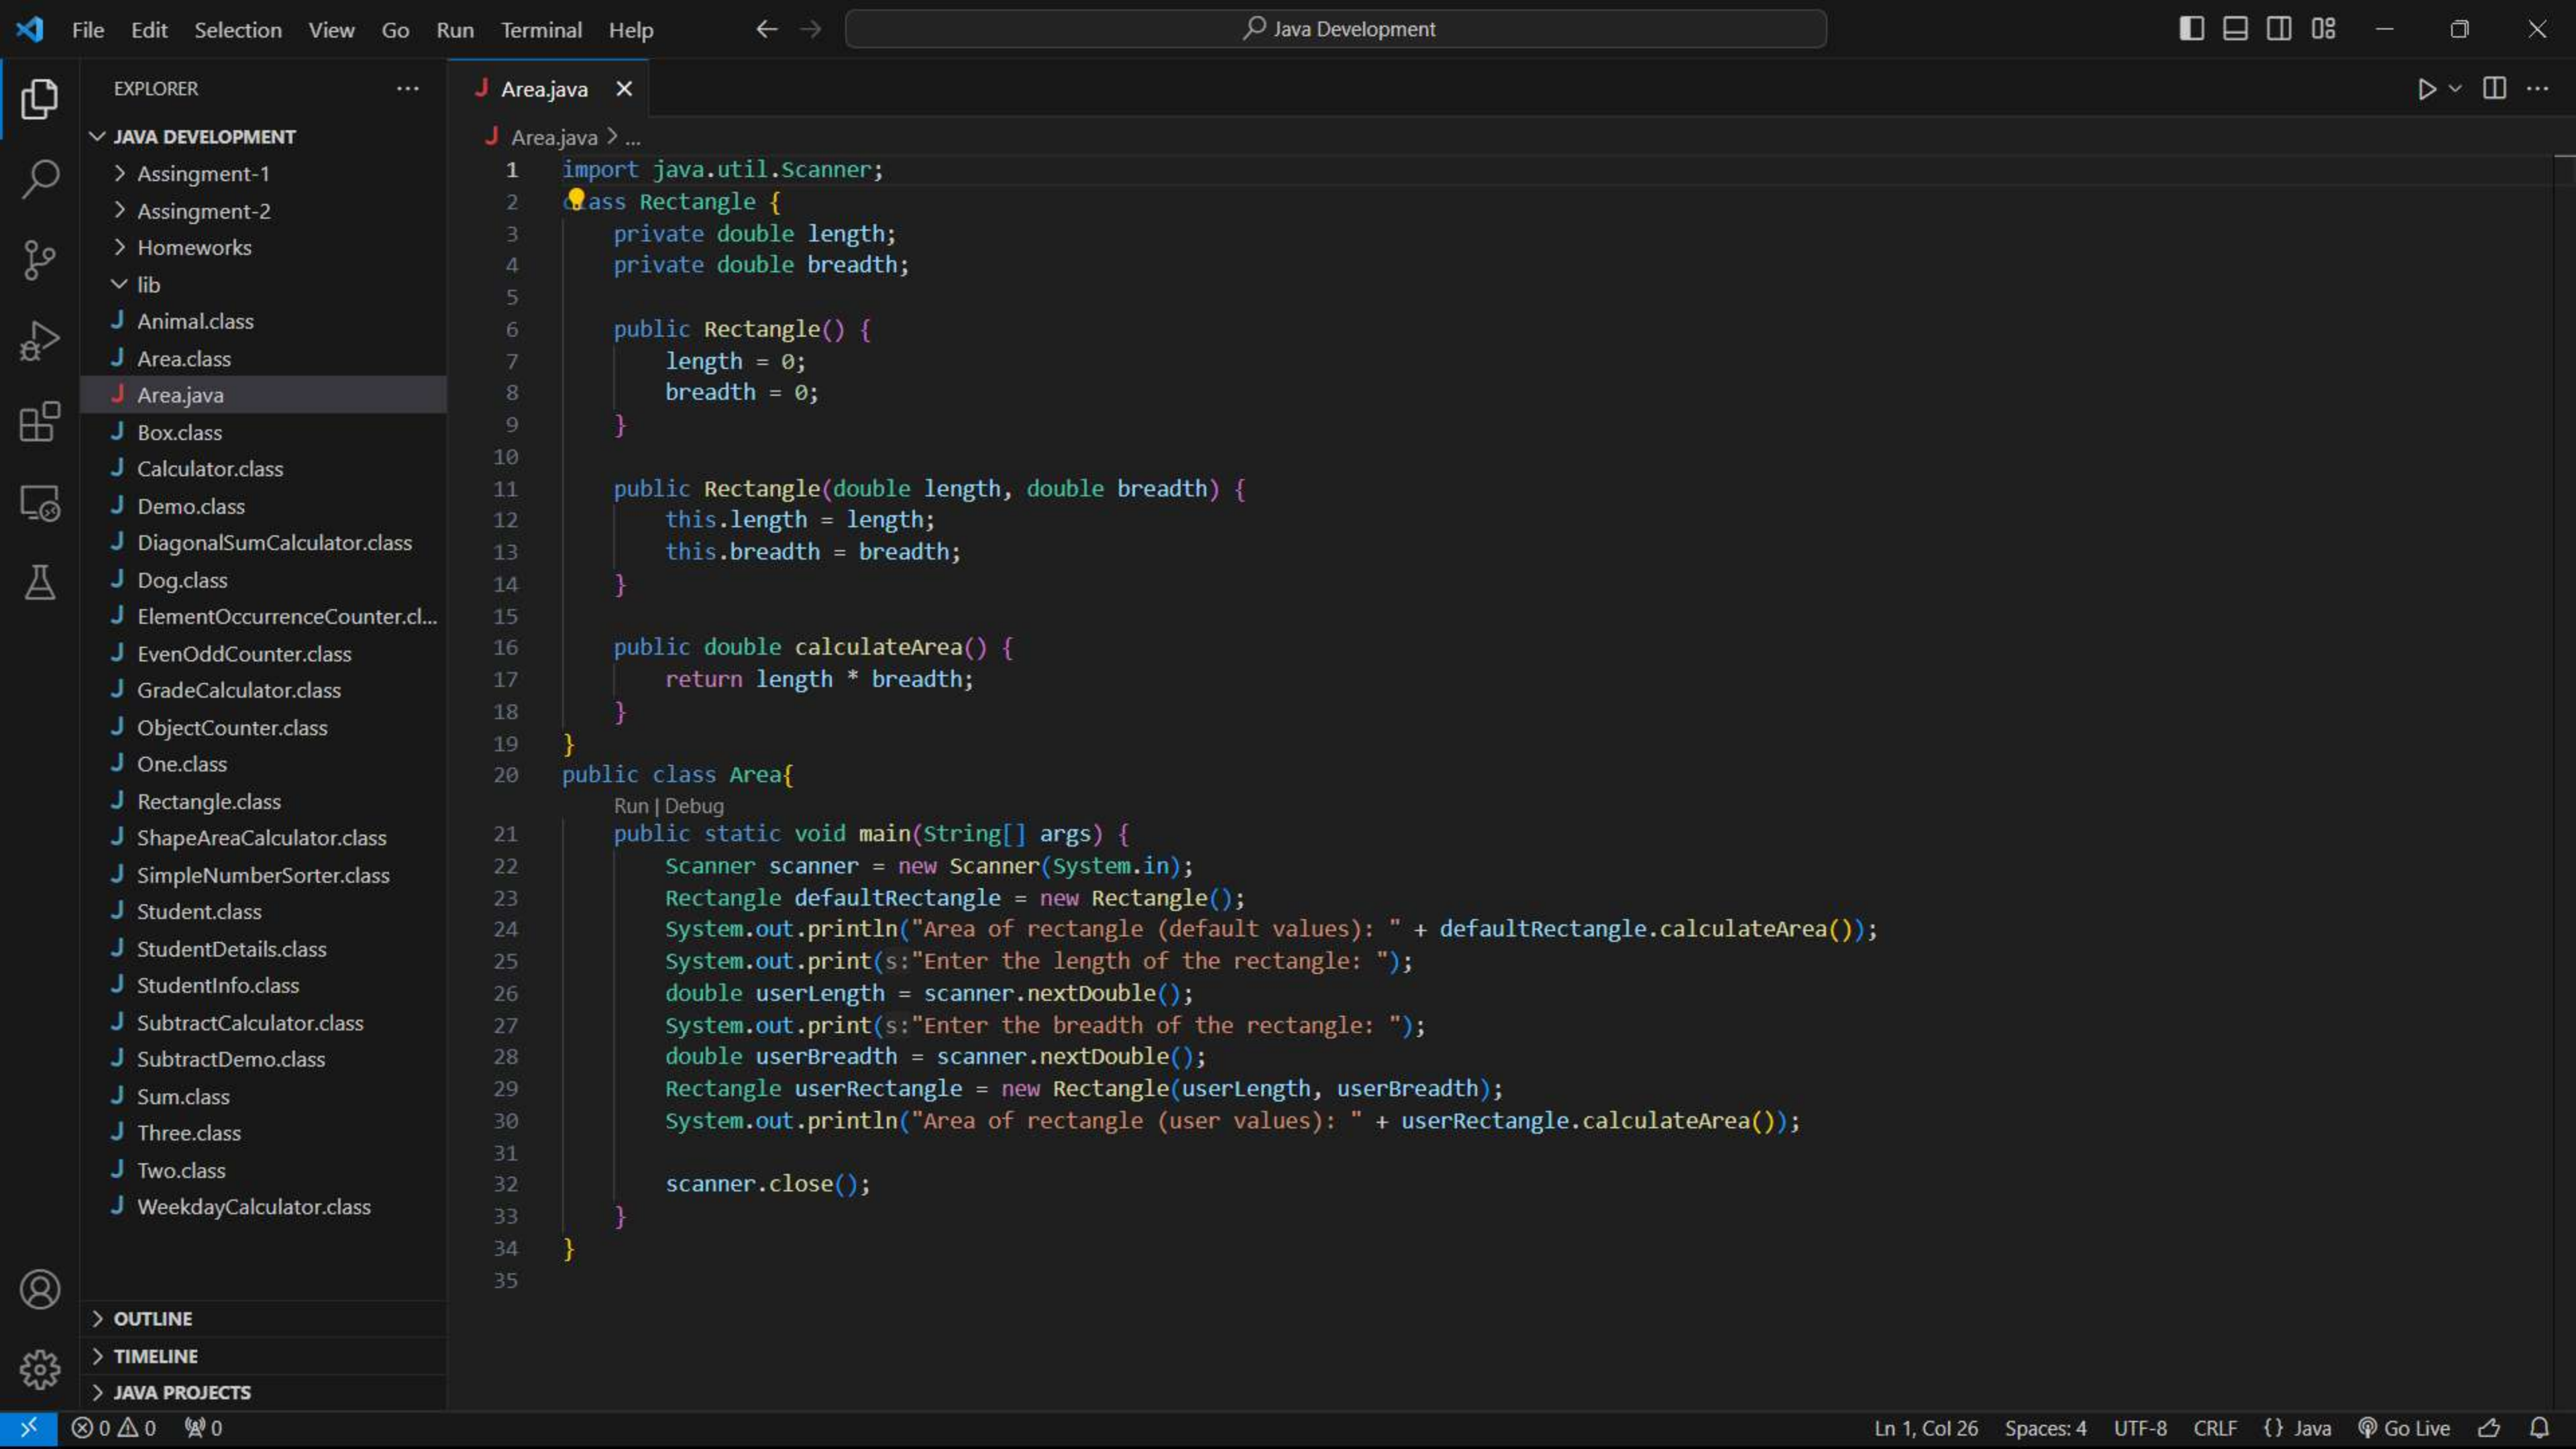 File Edit Selection View Go Run Terminal Help
Java Development
EXPLORER
JAVA DEVELOPMENT
Assingment-1
Assingment-2
Homeworks
lib
Animal.class
Area.class
Area.java
Box.class
Calculator.class
Demo.class
DiagonalSumCalculator.class
Dog.class
ElementOccurrenceCounter.cl...
EvenOddCounter.class
GradeCalculator.class
ObjectCounter.class
One.class
Rectangle.class
ShapeAreaCalculator.class
SimpleNumberSorter.class
Student.class
StudentDetails.class
StudentInfo.class
SubtractCalculator.class
SubtractDemo.class
Sum.class
Three.class
Two.class
WeekdayCalculator.class
OUTLINE
TIMELINE
JAVA PROJECTS
Area.java
Area.java > ...
1 import java.util.Scanner;
2 class Rectangle {
3 private double length;
4 private double breadth;
5
6 public Rectangle() {
7 length = 0;
8 breadth = 0;
9 }
10
11 public Rectangle(double length, double breadth) {
12 this.length = length;
13 this.breadth = breadth;
14 }
15
16 public double calculateArea() {
17 return length * breadth;
18 }
19 }
20 public class Area{
Run | Debug
21 public static void main(String[] args) {
22 Scanner scanner = new Scanner(System.in);
23 Rectangle defaultRectangle = new Rectangle();
24 System.out.println("Area of rectangle (default values): " + defaultRectangle.calculateArea());
25 System.out.print(s:"Enter the length of the rectangle: ");
26 double userLength = scanner.nextDouble();
27 System.out.print(s:"Enter the breadth of the rectangle: ");
28 double userBreadth = scanner.nextDouble();
29 Rectangle userRectangle = new Rectangle(userLength, userBreadth);
30 System.out.println("Area of rectangle (user values): " + userRectangle.calculateArea());
31
32 scanner.close();
33 }
34 }
35
0 0 0 Ln 1, Col 26 Spaces: 4 UTF-8 CRLF {} Java Go Live